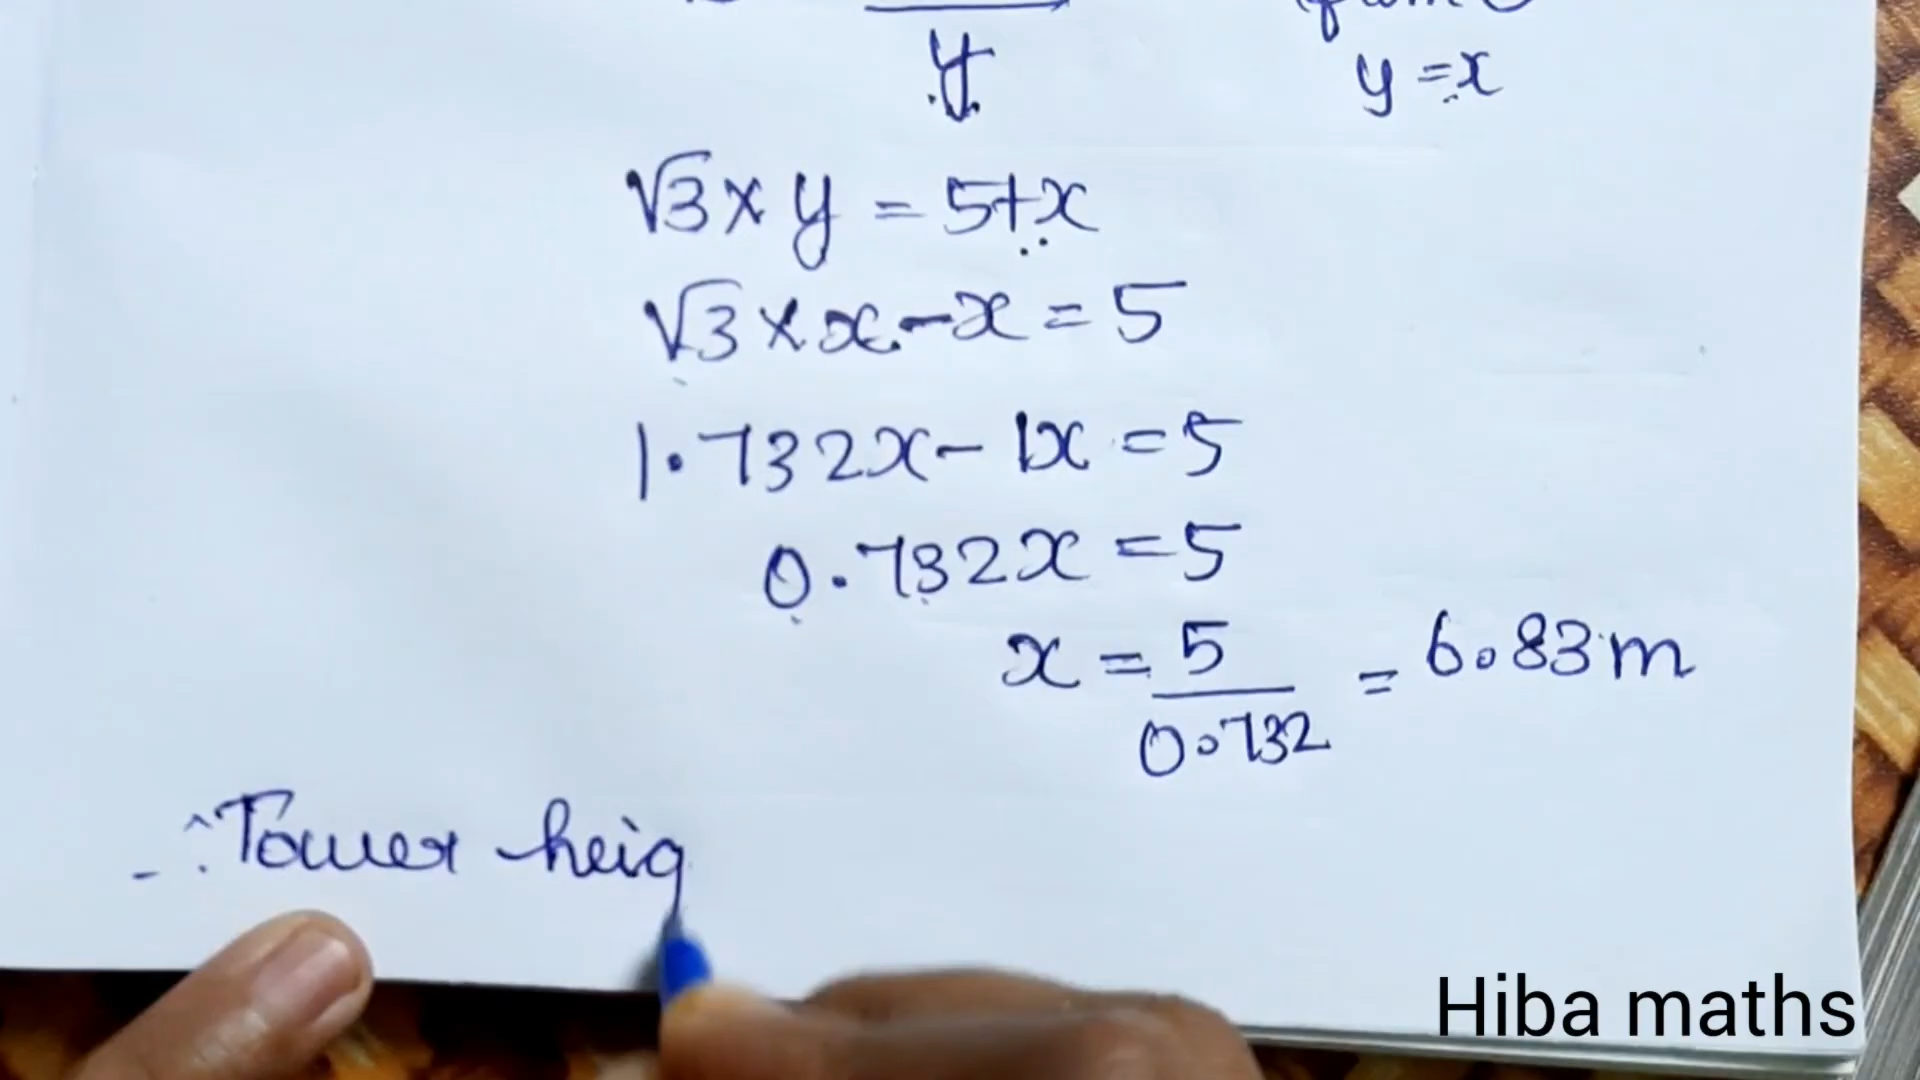 y
y = x
√3 × y = 5+x
√3 × x - x = 5
1.732x - 1x = 5
0.732x = 5
x = 5/0.732 = 6.83m
∴ Tower heig
Hiba maths